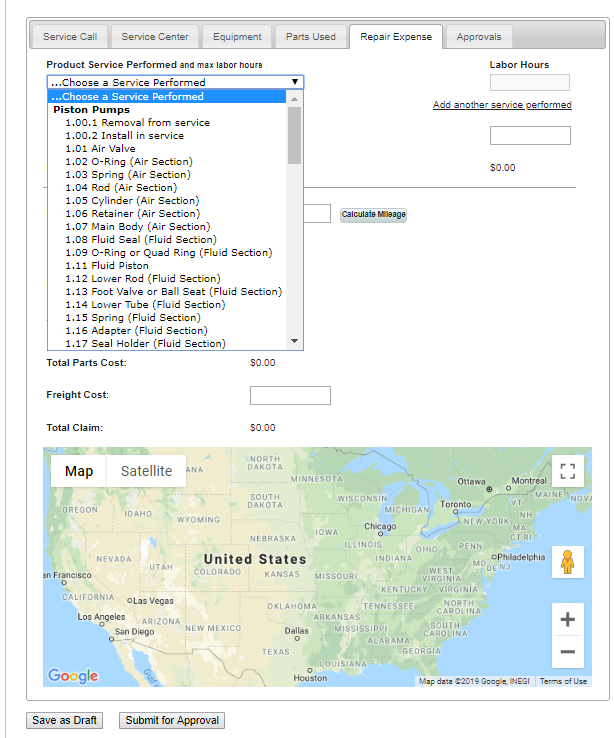 Service Call Service Center Equipment Parts Used Repair Expense Approvals
Product Service Performed and max labor hours Labor Hours
...Choose a Service Performed
...Choose a Service Performed
Add another service performed
Piston Pumps
1.00.1 Removal from service
1.00.2 Install in service
1.01 Air Valve
1.02 O-Ring (Air Section)
$0.00
1.03 Spring (Air Section)
1.04 Rod (Air Section)
1.05 Cylinder (Air Section)
1.06 Retainer (Air Section)
Calculate Mileage
1.07 Main Body (Air Section)
1.08 Fluid Seal (Fluid Section)
1.09 O-Ring or Quad Ring (Fluid Section)
1.11 Fluid Piston
1.12 Lower Rod (Fluid Section)
1.13 Foot Valve or Ball Seat (Fluid Section)
1.14 Lower Tube (Fluid Section)
1.15 Spring (Fluid Section)
1.16 Adapter (Fluid Section)
1.17 Seal Holder (Fluid Section)
Total Parts Cost: $0.00
Freight Cost:
Total Claim: $0.00
Map Satellite
ANA
NORTH
DAKOTA
MINNESOTA
Ottawa
Montreal
SOUTH
DAKOTA
WISCONSIN
MICHIGAN
Toronto
VT
MAINE
NOVA
OREGON
IDAHO
WYOMING
NH
NEW YORK
MA
CT RI
Chicago
IOWA
NEBRASKA
ILLINOIS
INDIANA
OHIO
PENN
Philadelphia
NEVADA
UTAH
United States
COLORADO
KANSAS
MISSOURI
WEST
VIRGINIA
MD DE NJ
an Francisco
KENTUCKY
VIRGINIA
CALIFORNIA
Las Vegas
OKLAHOMA
TENNESSEE
NORTH
CAROLINA
Los Angeles
ARIZONA
NEW MEXICO
ARKANSAS
MISSISSIPPI
SOUTH
CAROLINA
San Diego
Dallas
ALABAMA
TEXAS
GEORGIA
LOUISIANA
Houston
Gulf
Google
Map data ©2019 Google, INEGI Terms of Use
Save as Draft Submit for Approval